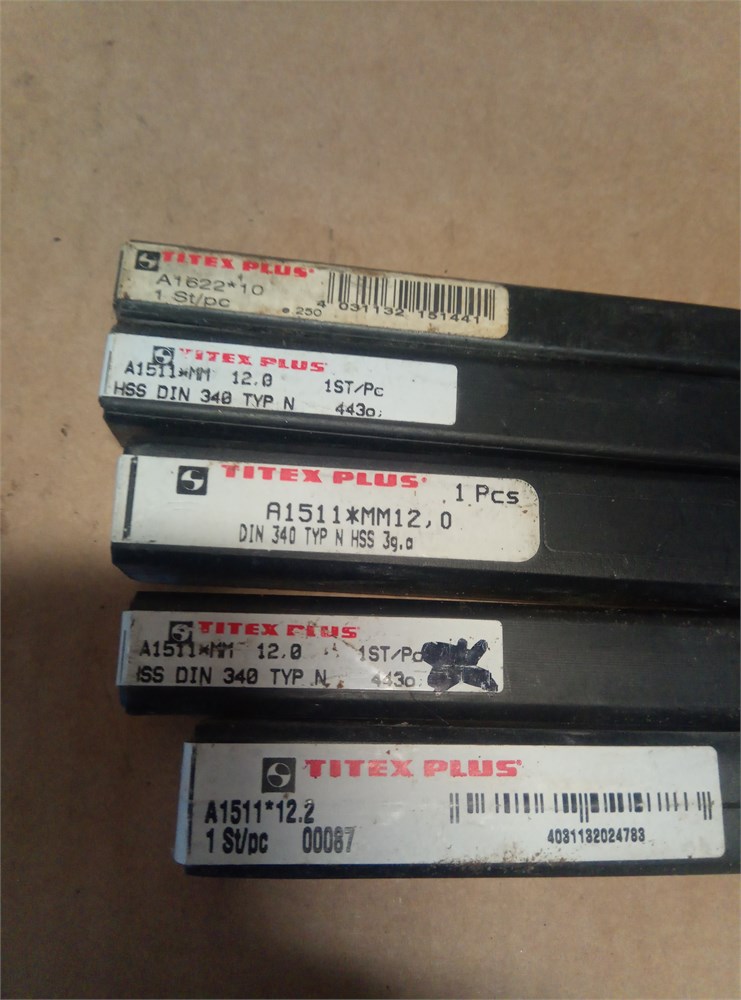 TITEX PLUS
A1622*10
1 St/pc
ø.250
4 031132 151441
TITEX PLUS
A1511*MM 12.0 1ST/Pc
HSS DIN 340 TYP N 443o;
TITEX PLUS
1 Pcs
A1511*MM12,0
DIN 340 TYP N HSS 3g.a
TITEX PLUS
A1511*MM 12.0 1ST/Pc
HSS DIN 340 TYP N 443o;
TITEX PLUS
A1511*12.2
1 St/pc 00087
4031132024783